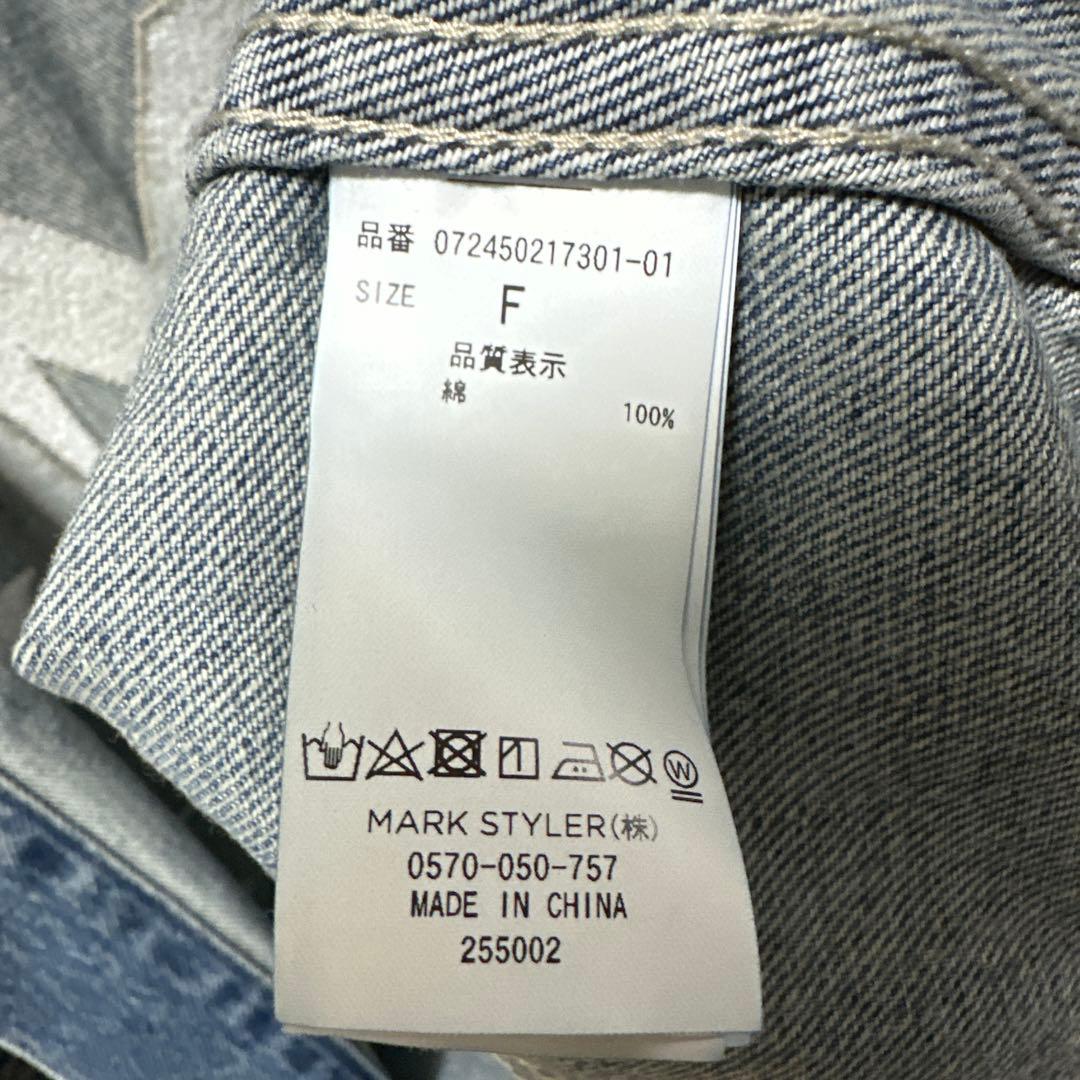 品番 072450217301-01
SIZE F
品質表示
綿 100%
W
MARK STYLER(株)
0570-050-757
MADE IN CHINA
255002